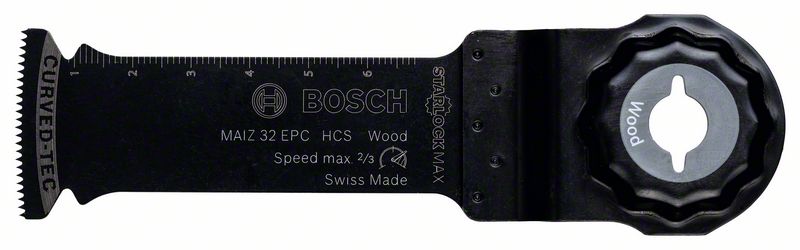 1 2 3 4 5 6
CURVED-TEC
BOSCH
MAIZ 32 EPC HCS Wood
Speed max. 2/3
Swiss Made
STARLOCK MAX
Wood